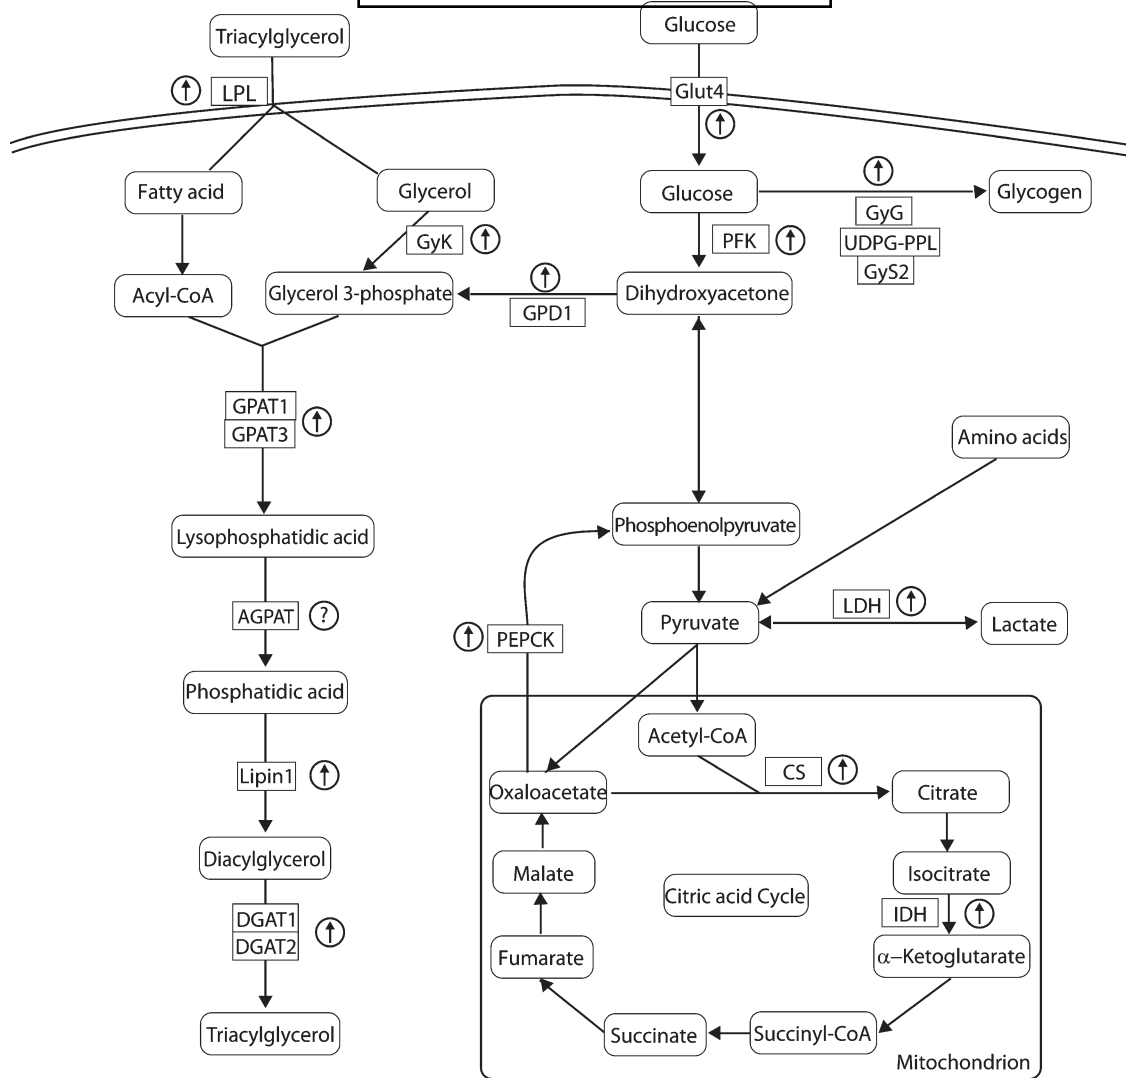 Triacylglycerol
Glucose
LPL
Glut4
Fatty acid
Glycerol
Glucose
Glycogen
GyK
PFK
GyG
UDPG-PPL
GyS2
Acyl-CoA
Glycerol 3-phosphate
GPD1
Dihydroxyacetone
GPAT1
GPAT3
Amino acids
Lysophosphatidic acid
Phosphoenolpyruvate
AGPAT
?
PEPCK
Pyruvate
LDH
Lactate
Phosphatidic acid
Lipin1
Acetyl-CoA
CS
Oxaloacetate
Citrate
Diacylglycerol
Malate
Citric acid Cycle
Isocitrate
IDH
DGAT1
DGAT2
Fumarate
α–Ketoglutarate
Triacylglycerol
Succinate
Succinyl-CoA
Mitochondrion